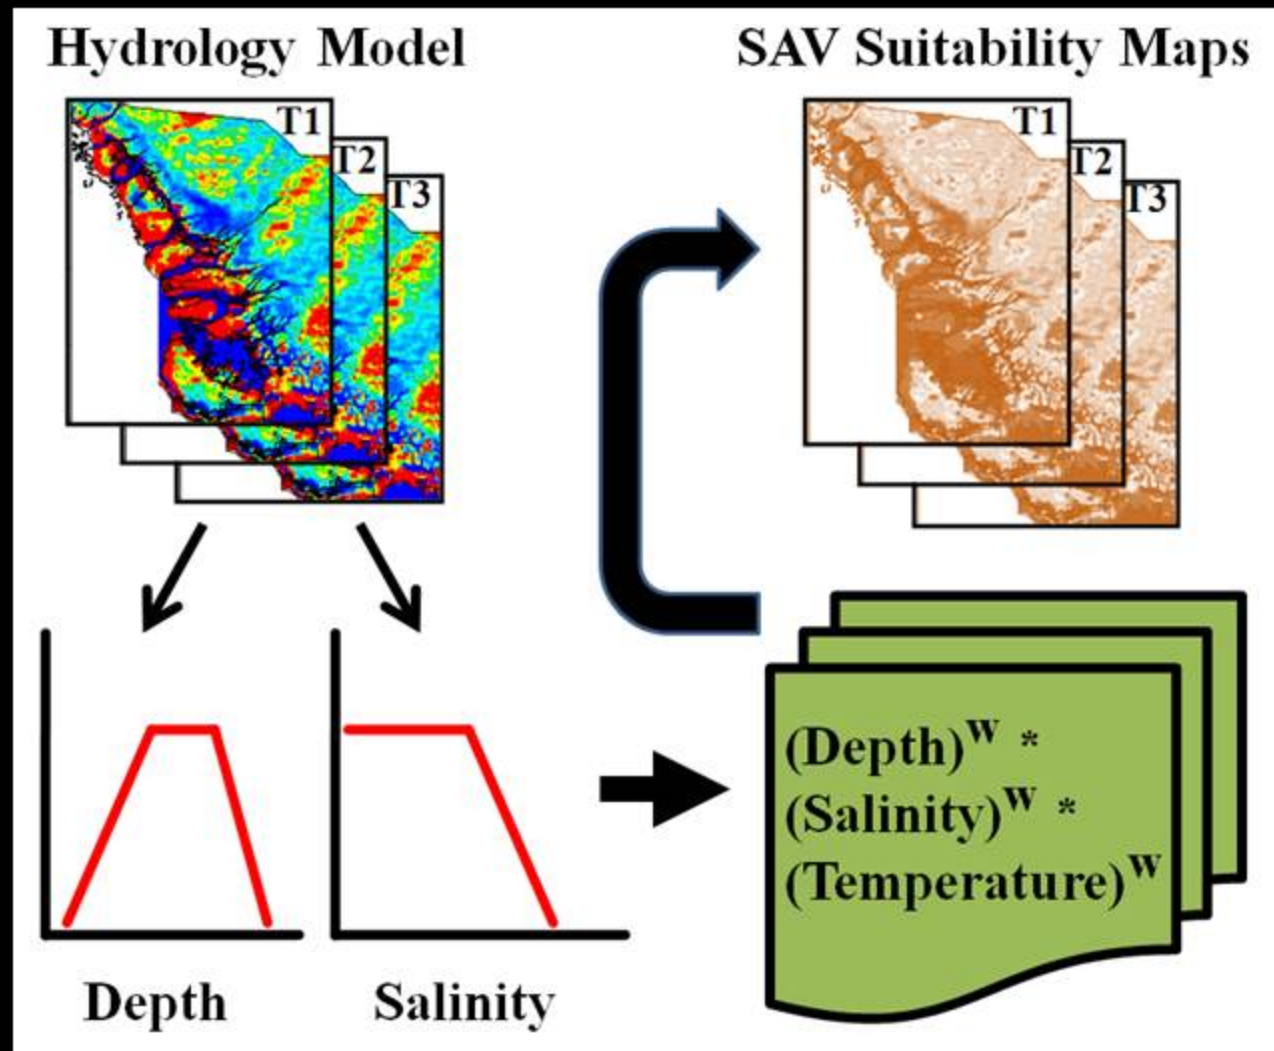 Hydrology Model
T1
T2
T3
SAV Suitability Maps
T1
T2
T3
Depth
Salinity
(Depth)^w *
(Salinity)^w *
(Temperature)^w